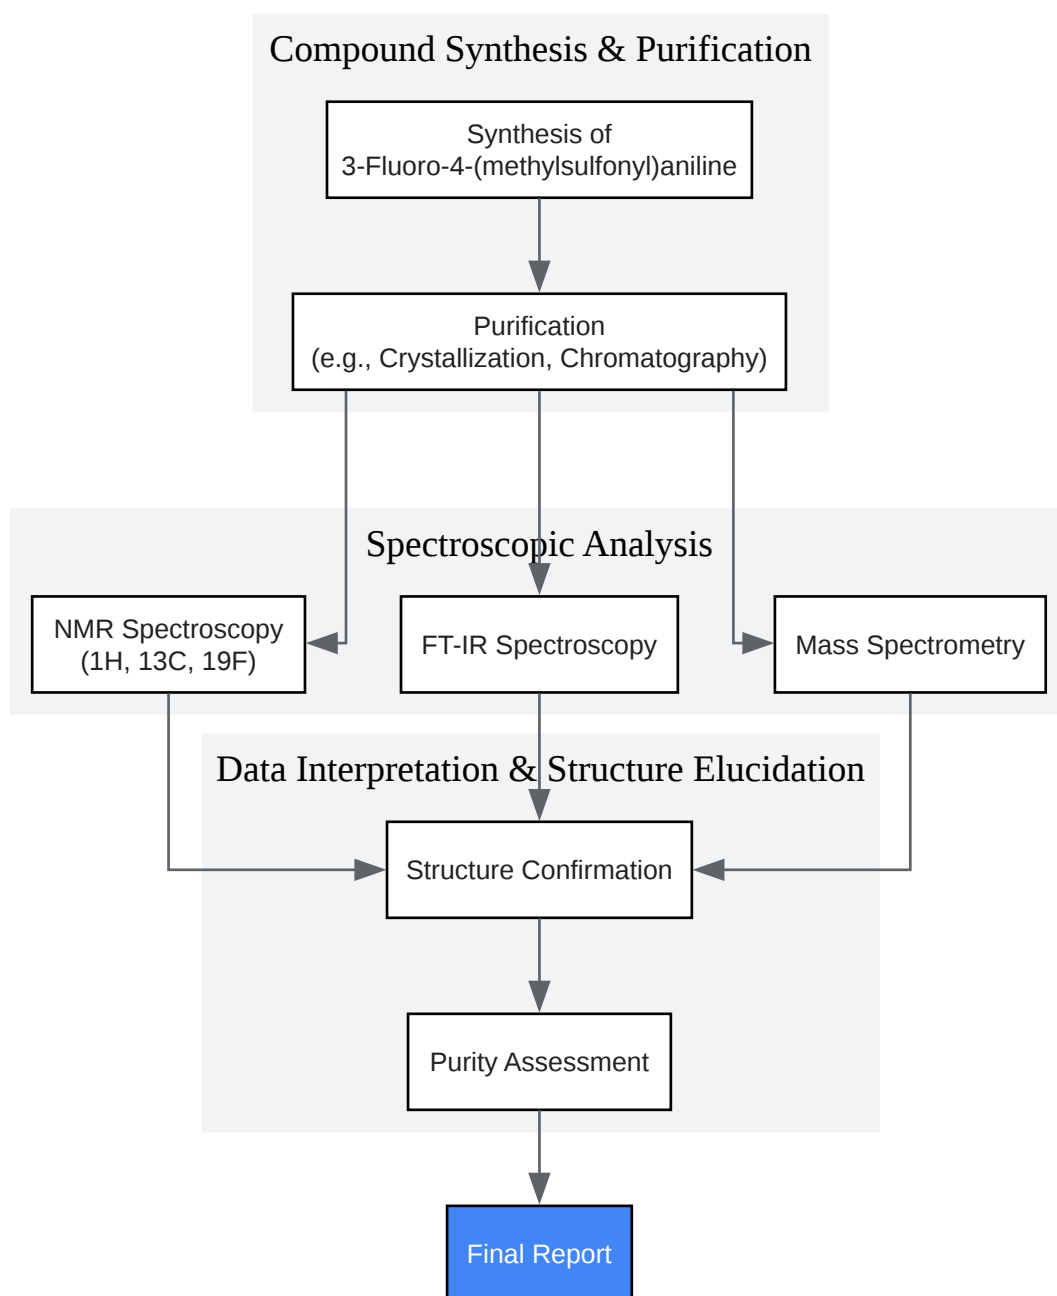 Compound Synthesis & Purification
Synthesis of
3-Fluoro-4-(methylsulfonyl)aniline
Purification
(e.g., Crystallization, Chromatography)
Spectroscopic Analysis
NMR Spectroscopy
(1H, 13C, 19F)
FT-IR Spectroscopy
Mass Spectrometry
Data Interpretation & Structure Elucidation
Structure Confirmation
Purity Assessment
Final Report